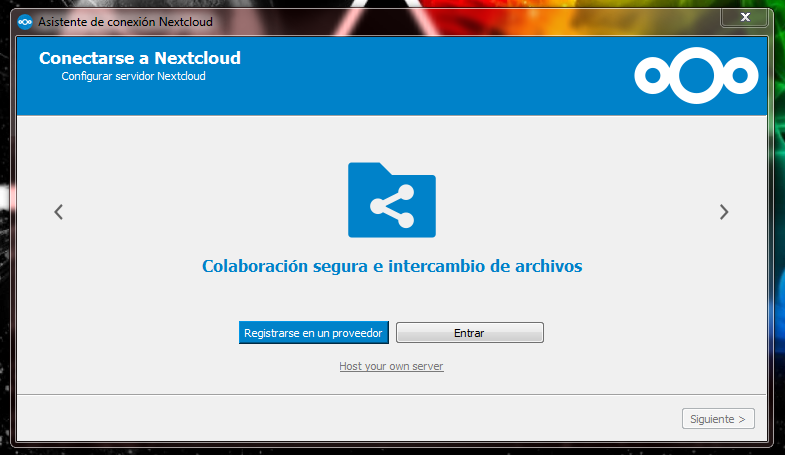 Asistente de conexión Nextcloud
x
Conectarse a Nextcloud
Configurar servidor Nextcloud
Colaboración segura e intercambio de archivos
Registrarse en un proveedor
Entrar
Host your own server
Siguiente >